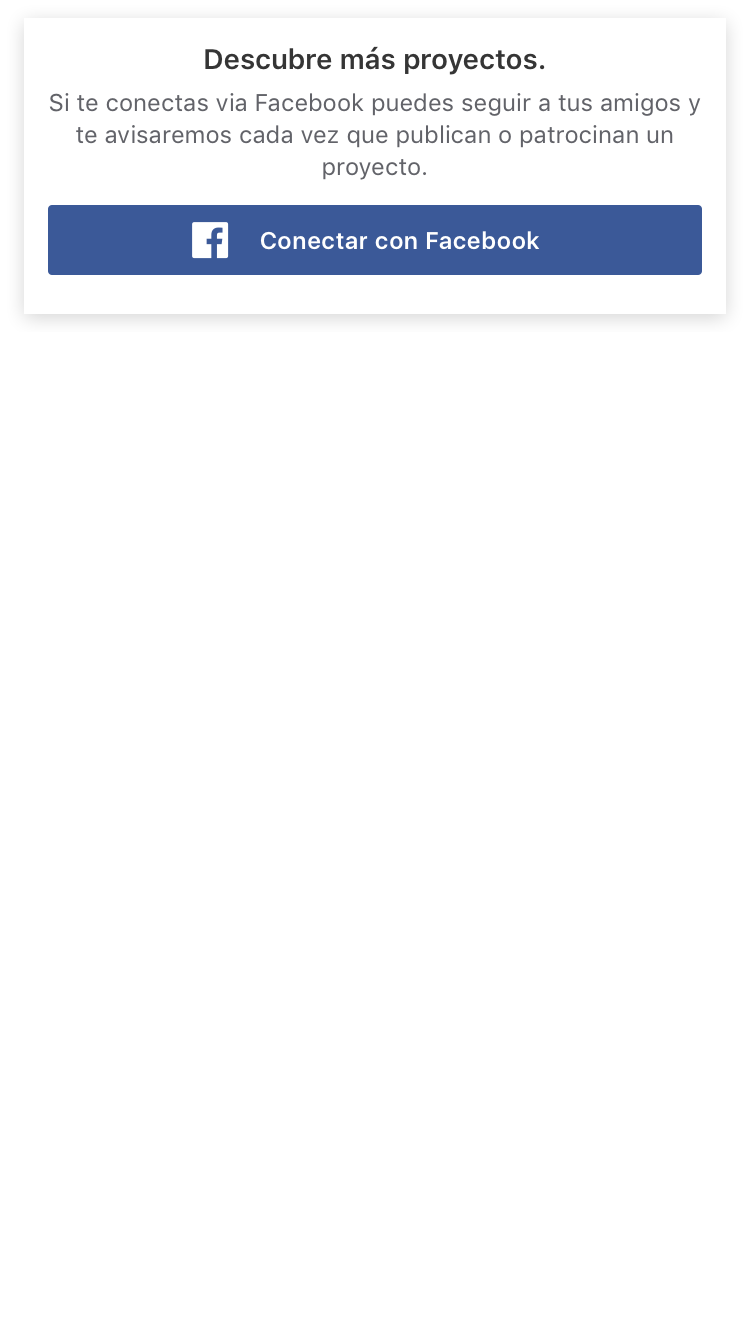 Descubre más proyectos.
Si te conectas via Facebook puedes seguir a tus amigos y
te avisaremos cada vez que publican o patrocinan un
proyecto.
Conectar con Facebook